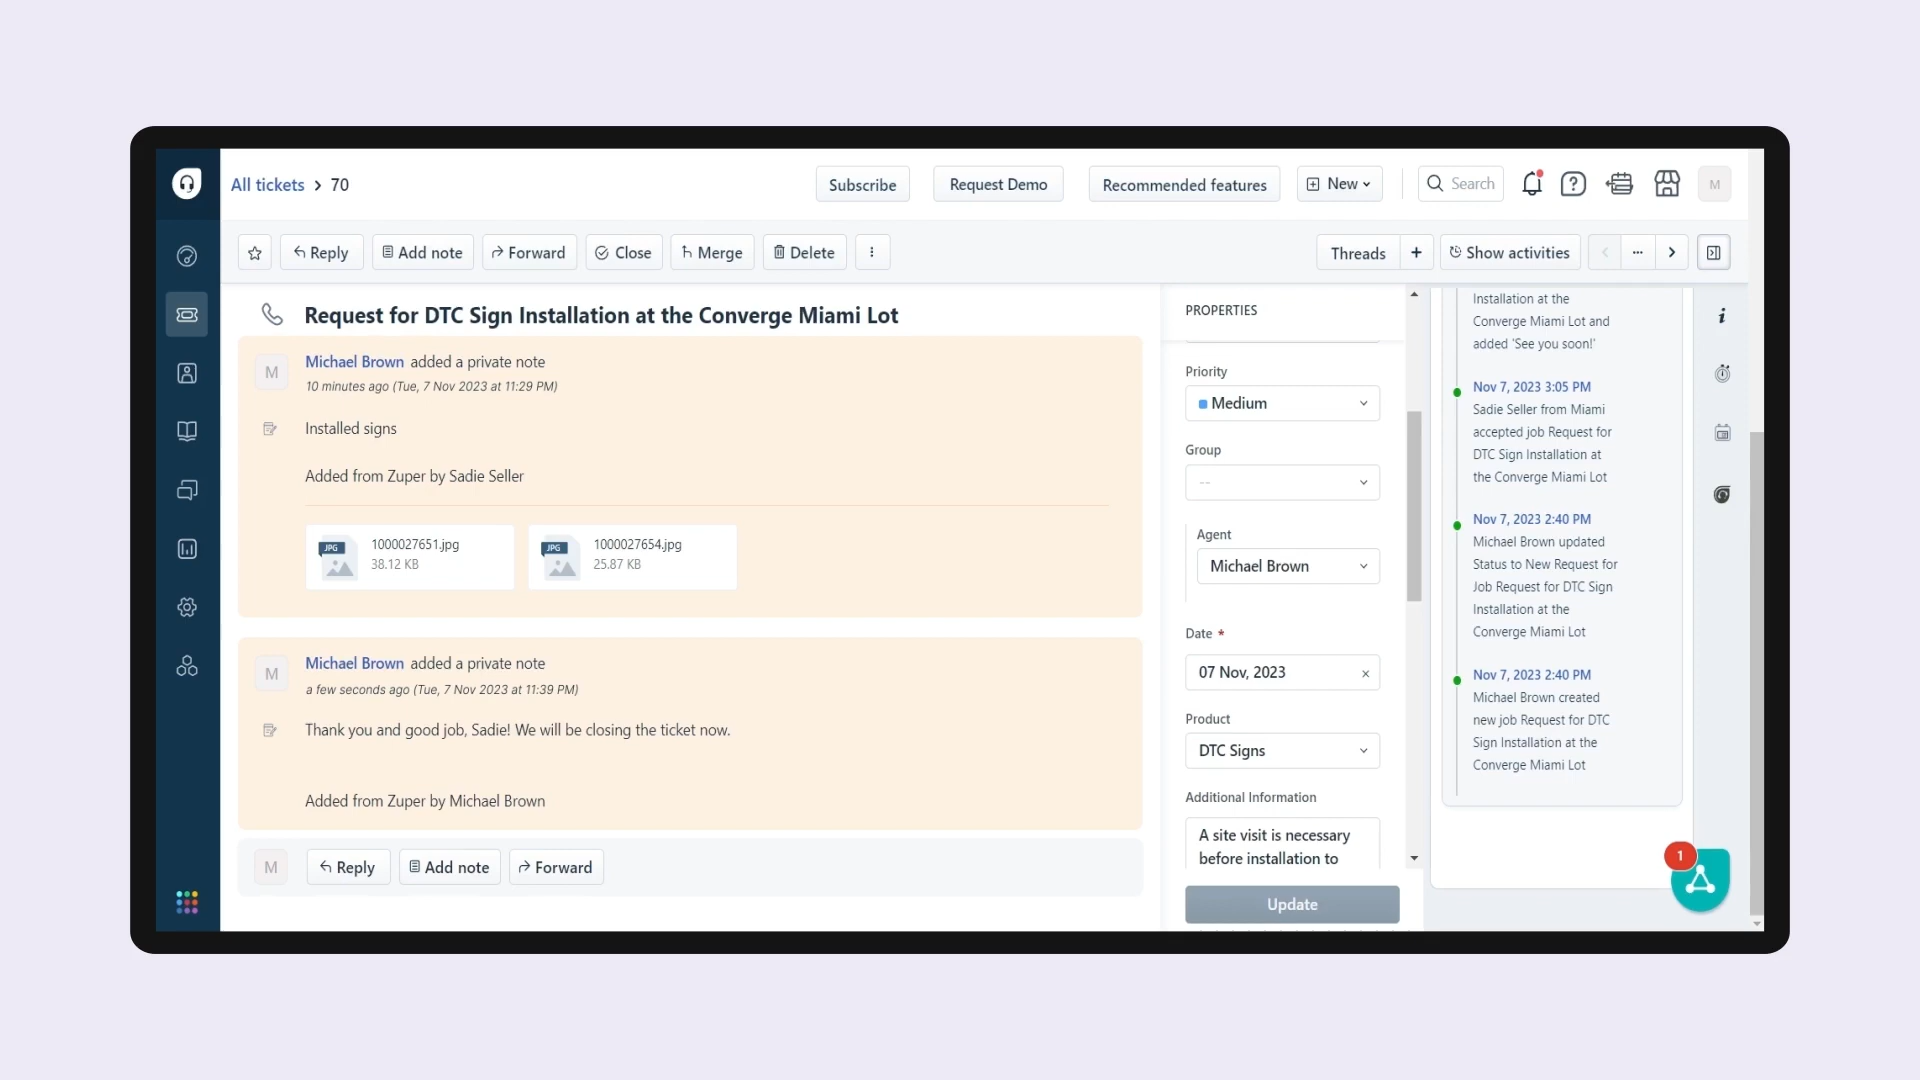 All tickets > 70
Subscribe
Request Demo
Recommended features
New
Search
M
Reply
Add note
Forward
Close
Merge
Delete
Threads
+
Show activities
Request for DTC Sign Installation at the Converge Miami Lot
M
Michael Brown added a private note
10 minutes ago (Tue, 7 Nov 2023 at 11:29 PM)
Installed signs
Added from Zuper by Sadie Seller
JPG
1000027651.jpg
38.12 KB
JPG
1000027654.jpg
25.87 KB
M
Michael Brown added a private note
a few seconds ago (Tue, 7 Nov 2023 at 11:39 PM)
Thank you and good job, Sadie! We will be closing the ticket now.
Added from Zuper by Michael Brown
M
Reply
Add note
Forward
PROPERTIES
Priority
Medium
Group
--
Agent
Michael Brown
Date *
07 Nov, 2023
Product
DTC Signs
Additional Information
A site visit is necessary
before installation to
Update
Installation at the
Converge Miami Lot and
added 'See you soon!'
Nov 7, 2023 3:05 PM
Sadie Seller from Miami
accepted job Request for
DTC Sign Installation at
the Converge Miami Lot
Nov 7, 2023 2:40 PM
Michael Brown updated
Status to New Request for
Job Request for DTC Sign
Installation at the
Converge Miami Lot
Nov 7, 2023 2:40 PM
Michael Brown created
new job Request for DTC
Sign Installation at the
Converge Miami Lot
1